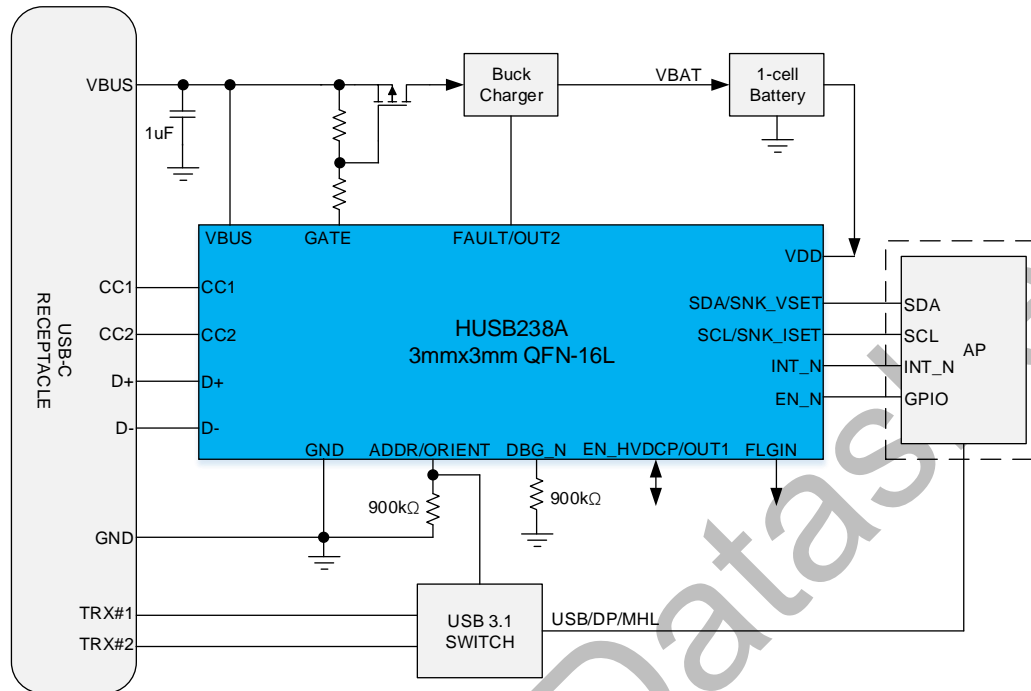 VBUS
1uF
Buck
Charger
VBAT
1-cell
Battery
VBUS
GATE
FAULT/OUT2
VDD
CC1
CC1
CC2
CC2
D+
D+
D-
D-
USB-C
RECEPTACLE
HUSB238A
3mmx3mm QFN-16L
SDA/SNK_VSET
SCL/SNK_ISET
INT_N
EN_N
SDA
SCL
INT_N
GPIO
AP
GND
ADDR/ORIENT
DBG_N
EN_HVDCP/OUT1
FLGIN
900kΩ
900kΩ
GND
TRX#1
TRX#2
USB 3.1
SWITCH
USB/DP/MHL